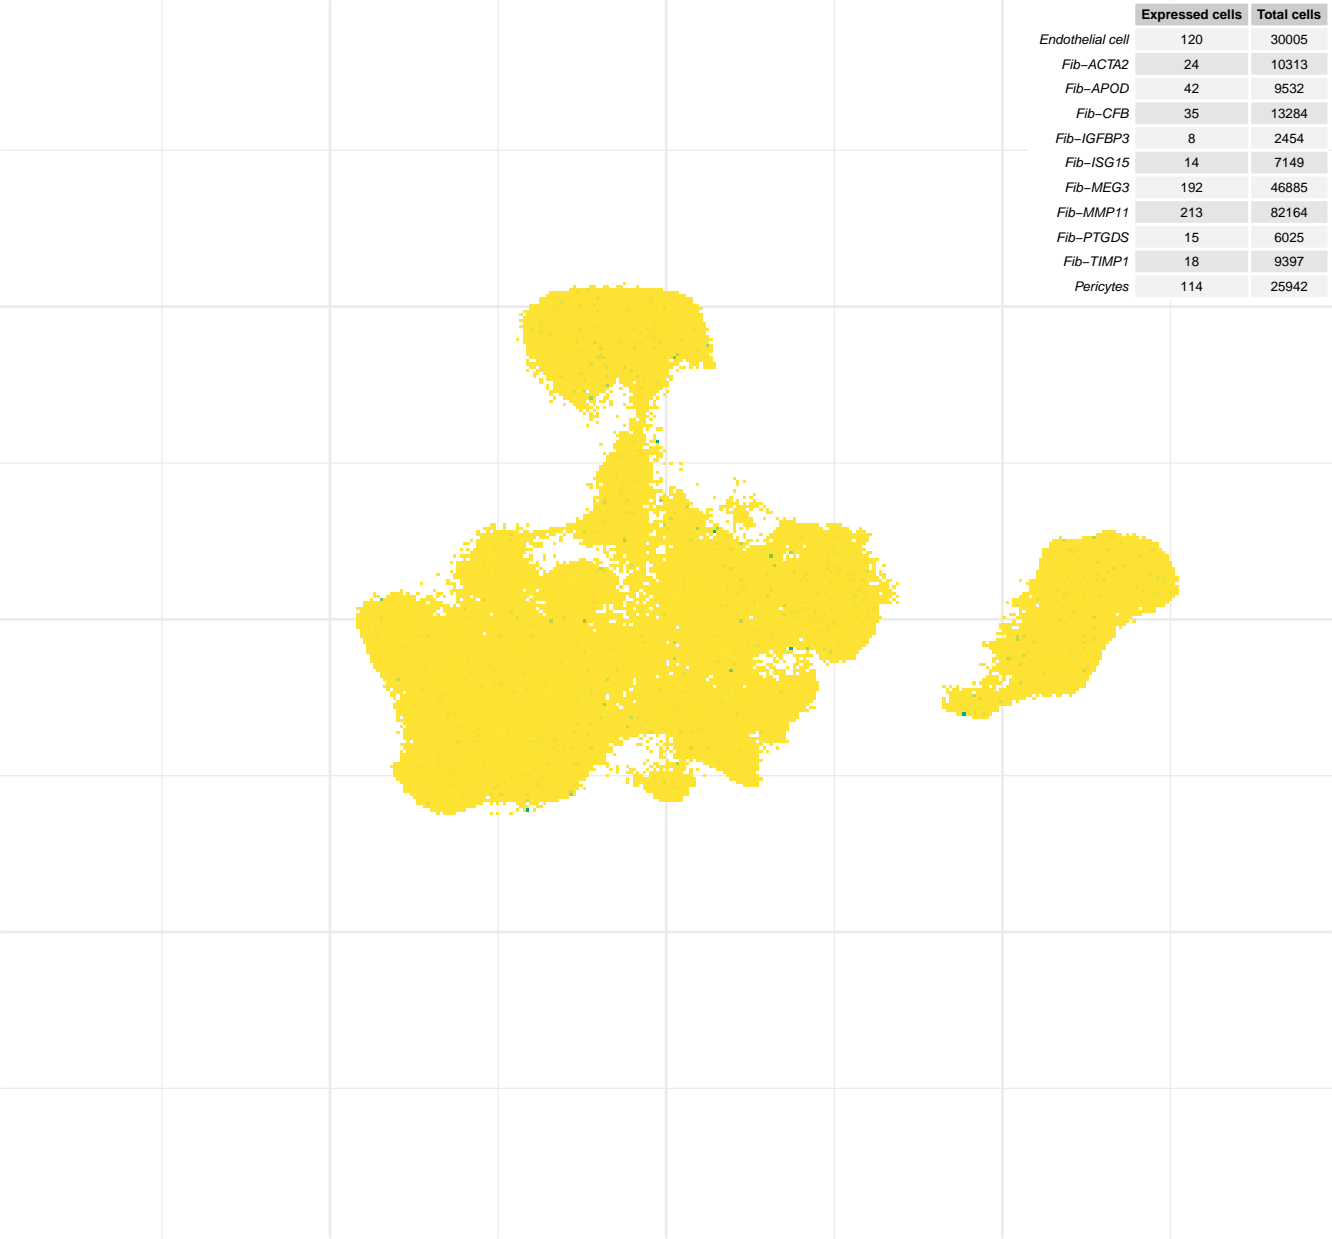 Expressed cells Total cells
Endothelial cell 120 30005
Fib−ACTA2 24 10313
Fib−APOD 42 9532
Fib−CFB 35 13284
Fib−IGFBP3 8 2454
Fib−ISG15 14 7149
Fib−MEG3 192 46885
Fib−MMP11 213 82164
Fib−PTGDS 15 6025
Fib−TIMP1 18 9397
Pericytes 114 25942